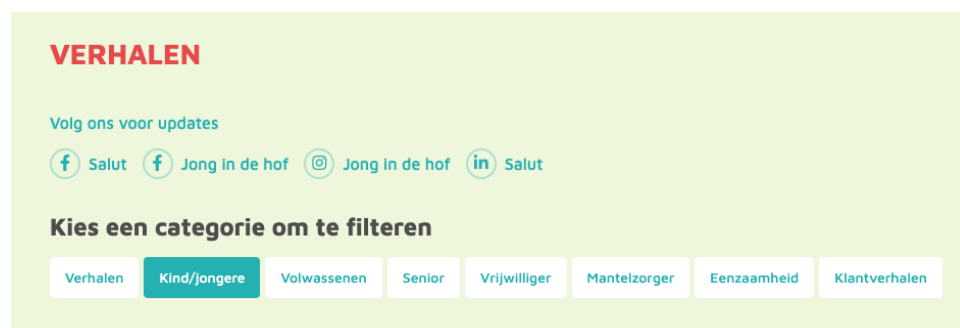 VERHALEN
Volg ons voor updates
Salut Jong in de hof Jong in de hof Salut
Kies een categorie om te filteren
Verhalen Kind/jongere Volwassenen Senior Vrijwilliger Mantelzorger Eenzaamheid Klantverhalen